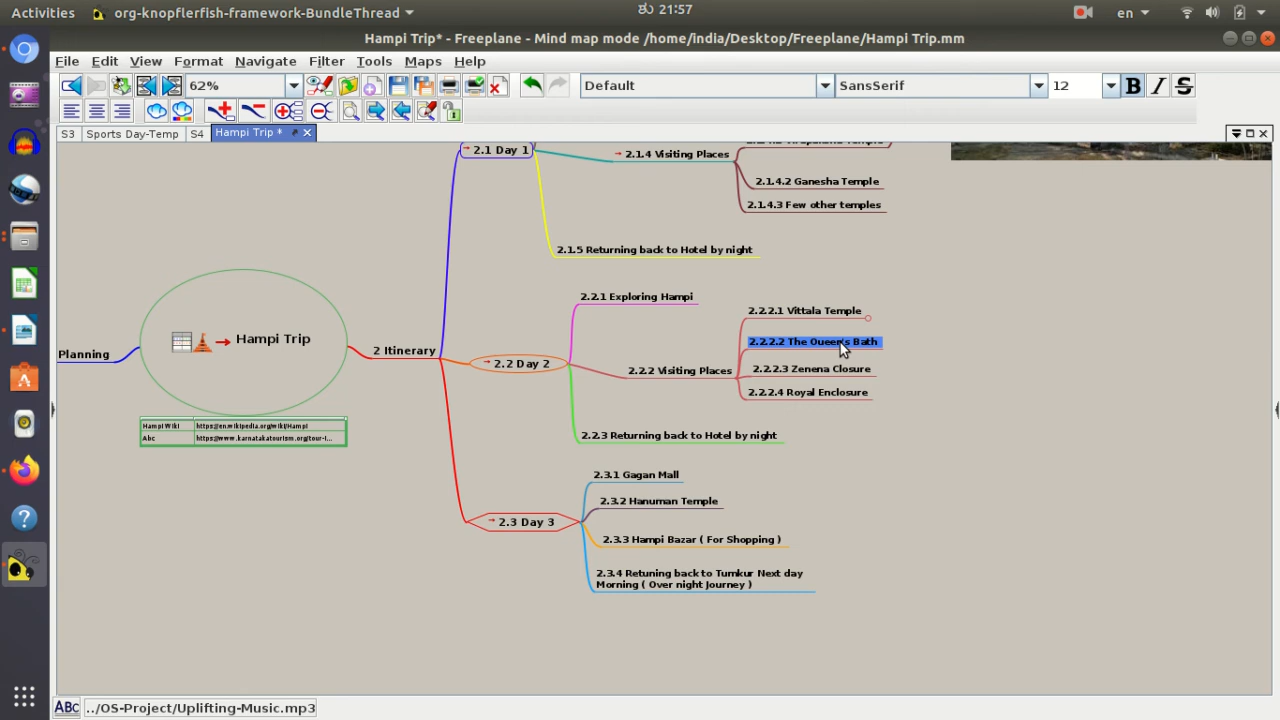 Activities org-knopflerfish-framework-BundleThread 21:57 en
Hampi Trip* - Freeplane - Mind map mode /home/india/Desktop/Freeplane/Hampi Trip.mm
File Edit View Format Navigate Filter Tools Maps Help
62% Default SansSerif 12 B I S
S3 Sports Day-Temp S4 Hampi Trip *
2.1 Day 1
2.1.4 Visiting Places
2.1.4.2 Ganesha Temple
2.1.4.3 Few other temples
2.1.5 Returning back to Hotel by night
Planning
Hampi Trip
2 Itinerary
Hampi Wiki https://en.wikipedia.org/wiki/Hampi
Abc https://www.karnatakatourism.org/tour-i...
2.2 Day 2
2.2.1 Exploring Hampi
2.2.2 Visiting Places
2.2.2.1 Vittala Temple
2.2.2.2 The Queen's Bath
2.2.2.3 Zenena Closure
2.2.2.4 Royal Enclosure
2.2.3 Returning back to Hotel by night
2.3 Day 3
2.3.1 Gagan Mall
2.3.2 Hanuman Temple
2.3.3 Hampi Bazar ( For Shopping )
2.3.4 Retuning back to Tumkur Next day
Morning ( Over night Journey )
ABC ../OS-Project/Uplifting-Music.mp3